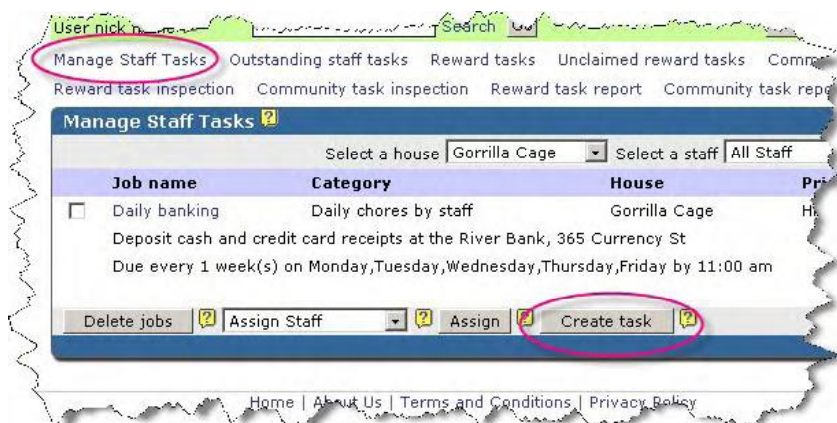 User nick Search
Manage Staff Tasks Outstanding staff tasks Reward tasks Unclaimed reward tasks
Reward task inspection Community task inspection Reward task report Community task
Manage Staff Tasks ?
Select a house Gorrilla Cage Select a staff All Staff
Job name Category House
Daily banking Daily chores by staff Gorrilla Cage
Deposit cash and credit card receipts at the River Bank, 365 Currency St
Due every 1 week(s) on Monday,Tuesday,Wednesday,Thursday,Friday by 11:00 am
Delete jobs ? Assign Staff ? Assign ? Create task ?
Home | About Us | Terms and Conditions | Privacy Policy